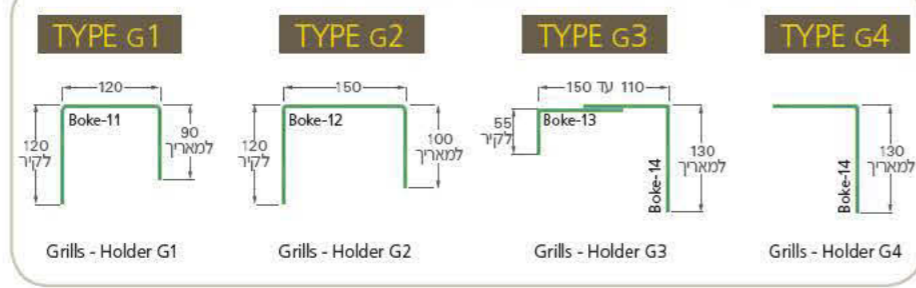 TYPE G1
TYPE G2
TYPE G3
TYPE G4
120
Boke-11
120
לקיר
90
למאריך
150
Boke-12
120
לקיר
100
למאריך
110 עד 150
Boke-13
55
לקיר
Boke-14
130
למאריך
Boke-14
130
למאריך
Grills - Holder G1
Grills - Holder G2
Grills - Holder G3
Grills - Holder G4